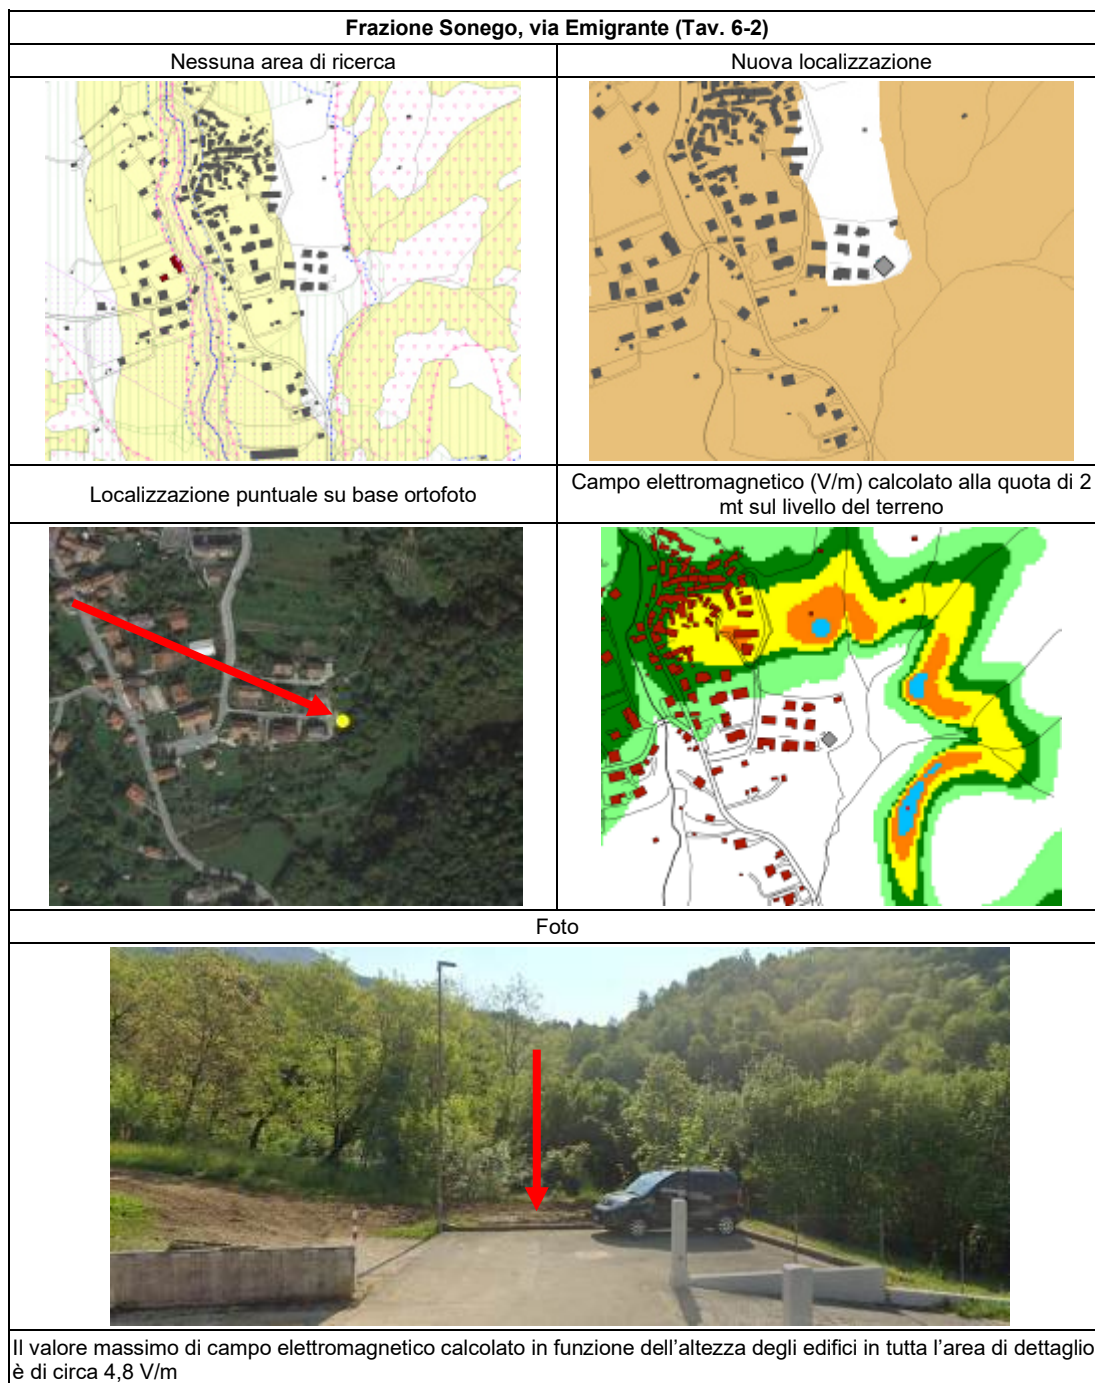 Frazione Sonego, via Emigrante (Tav. 6-2)
Nessuna area di ricerca
Nuova localizzazione
Localizzazione puntuale su base ortofoto
Campo elettromagnetico (V/m) calcolato alla quota di 2
mt sul livello del terreno
Foto
Il valore massimo di campo elettromagnetico calcolato in funzione dell'altezza degli edifici in tutta l'area di dettaglio
è di circa 4,8 V/m